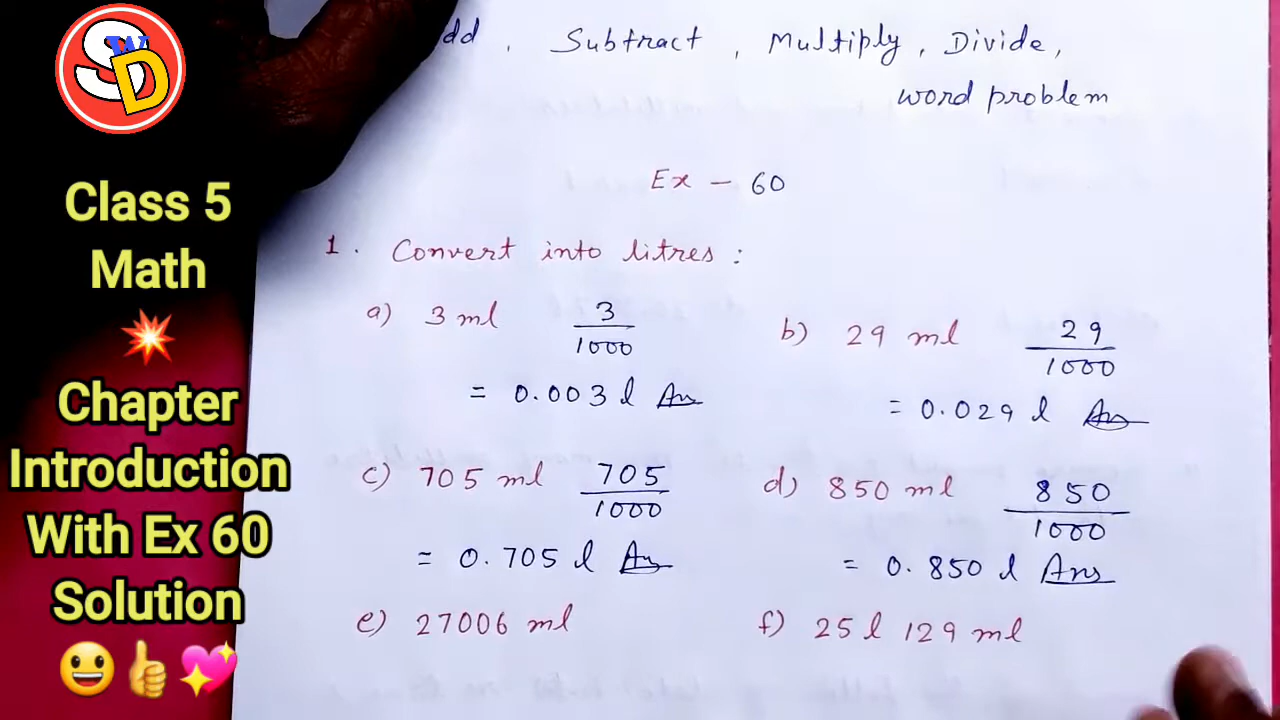 SWD
Class 5
Math
Chapter
Introduction
With Ex 60
Solution
dd , Subtract , Multiply , Divide ,
word problem
Ex - 60
1. Convert into litres :
a) 3 ml 3/1000
= 0.003 l Ans
b) 29 ml 29/1000
= 0.029 l Ans
c) 705 ml 705/1000
= 0.705 l Ans
d) 850 ml 850/1000
= 0.850 l Ans
e) 27006 ml
f) 25 l 129 ml